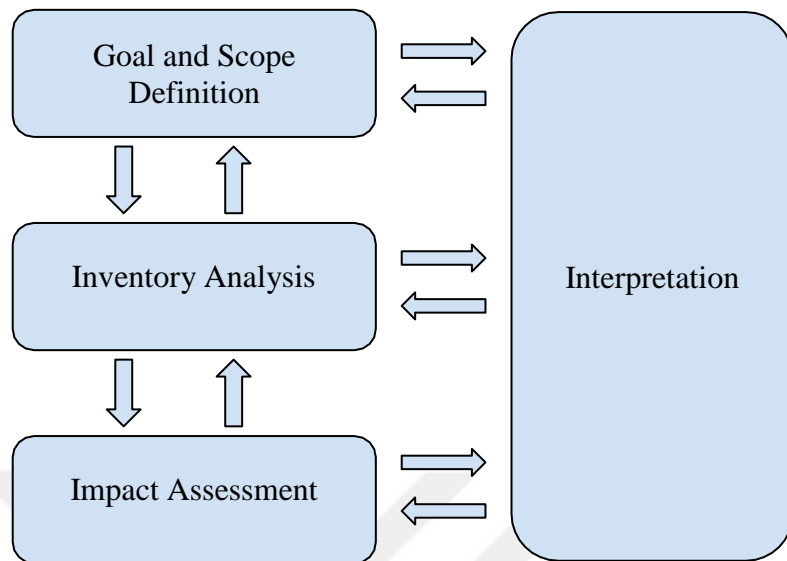 Goal and Scope
Definition
Inventory Analysis
Interpretation
Impact Assessment